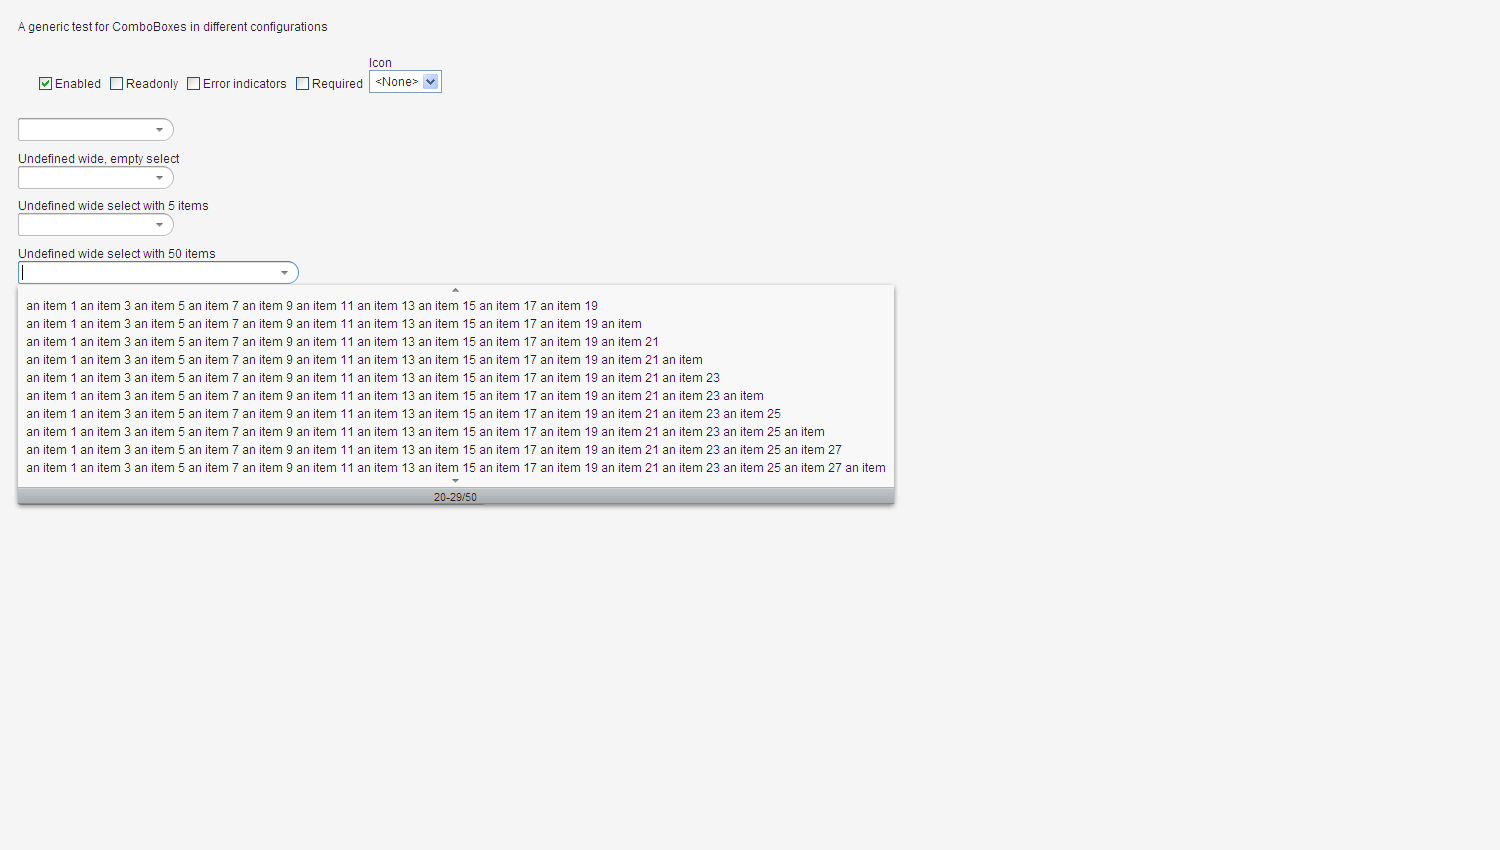 A generic test for ComboBoxes in different configurations
Icon
Enabled Readonly Error indicators Required <None>
Undefined wide, empty select
Undefined wide select with 5 items
Undefined wide select with 50 items
an item 1 an item 3 an item 5 an item 7 an item 9 an item 11 an item 13 an item 15 an item 17 an item 19
an item 1 an item 3 an item 5 an item 7 an item 9 an item 11 an item 13 an item 15 an item 17 an item 19 an item
an item 1 an item 3 an item 5 an item 7 an item 9 an item 11 an item 13 an item 15 an item 17 an item 19 an item 21
an item 1 an item 3 an item 5 an item 7 an item 9 an item 11 an item 13 an item 15 an item 17 an item 19 an item 21 an item
an item 1 an item 3 an item 5 an item 7 an item 9 an item 11 an item 13 an item 15 an item 17 an item 19 an item 21 an item 23
an item 1 an item 3 an item 5 an item 7 an item 9 an item 11 an item 13 an item 15 an item 17 an item 19 an item 21 an item 23 an item
an item 1 an item 3 an item 5 an item 7 an item 9 an item 11 an item 13 an item 15 an item 17 an item 19 an item 21 an item 23 an item 25
an item 1 an item 3 an item 5 an item 7 an item 9 an item 11 an item 13 an item 15 an item 17 an item 19 an item 21 an item 23 an item 25 an item
an item 1 an item 3 an item 5 an item 7 an item 9 an item 11 an item 13 an item 15 an item 17 an item 19 an item 21 an item 23 an item 25 an item 27
an item 1 an item 3 an item 5 an item 7 an item 9 an item 11 an item 13 an item 15 an item 17 an item 19 an item 21 an item 23 an item 25 an item 27 an item
20-29/50